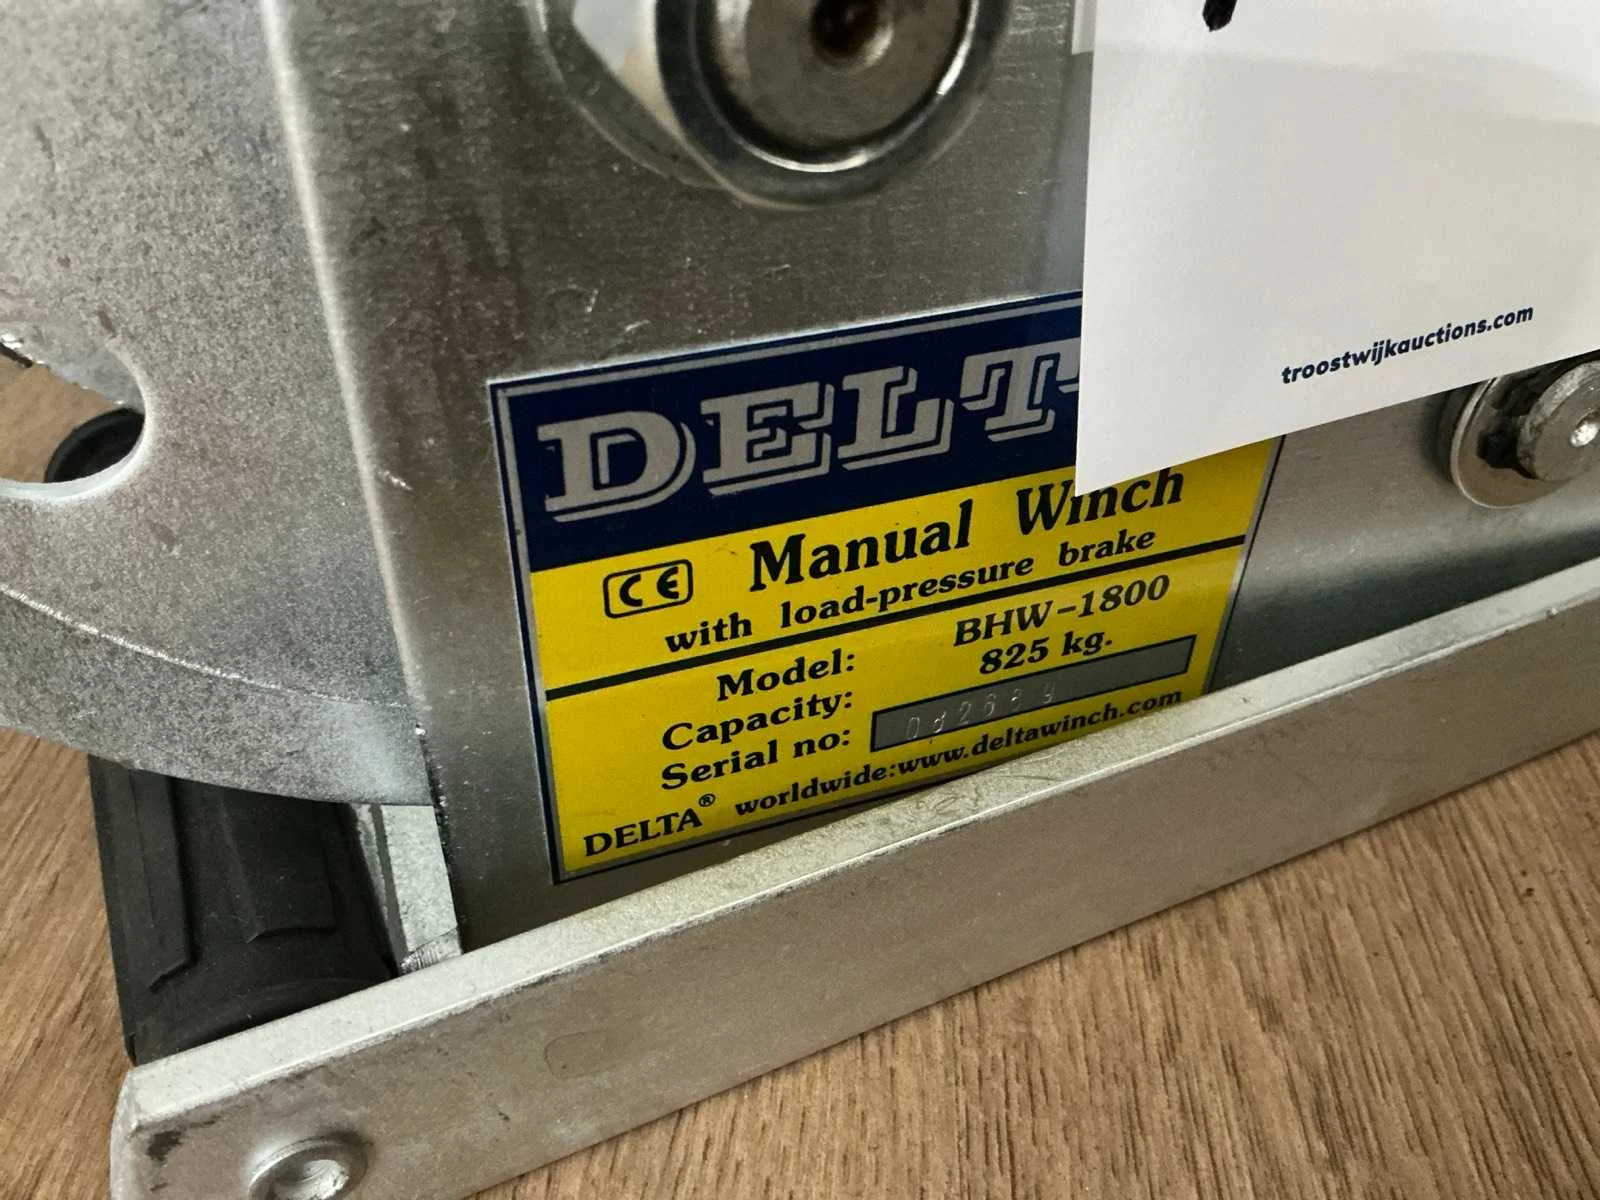 troostwijkauctions.com
DELT
CE Manual Winch
with load-pressure brake
Model: BHW-1800
Capacity: 825 kg.
Serial no:
DELTA® worldwide:www.deltawinch.com